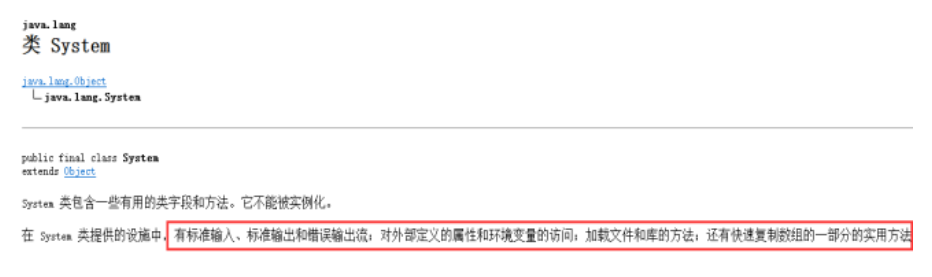 java.lang
类 System
java.lang.Object
java.lang.System
public final class System
extends Object
System 类包含一些有用的类字段和方法。它不能被实例化。
在 System 类提供的设施中，有标准输入、标准输出和错误输出流；对外部定义的属性和环境变量的访问；加载文件和库的方法；还有快速复制数组的一部分的实用方法